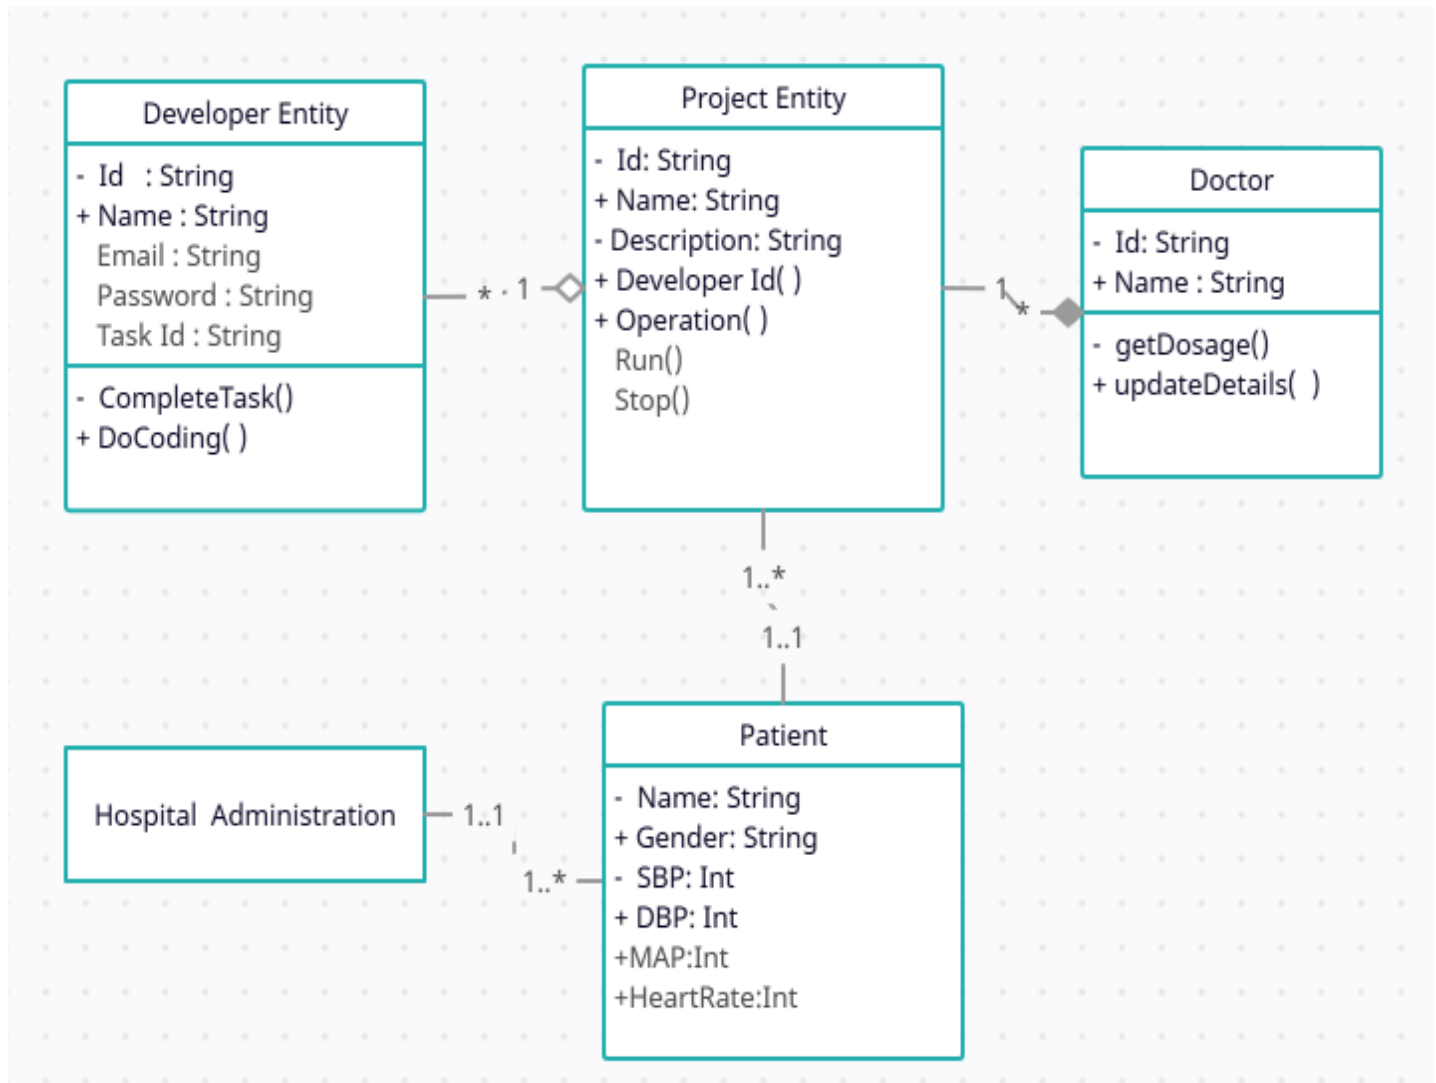 Developer Entity
- Id : String
+ Name : String
Email : String
Password : String
Task Id : String
- CompleteTask()
+ DoCoding( )
* 1
Project Entity
- Id: String
+ Name: String
- Description: String
+ Developer Id( )
+ Operation( )
Run()
Stop()
1
*
Doctor
- Id: String
+ Name : String
- getDosage()
+ updateDetails( )
1..*
1..1
Hospital Administration
1..1
1..*
Patient
- Name: String
+ Gender: String
- SBP: Int
+ DBP: Int
+MAP:Int
+HeartRate:Int